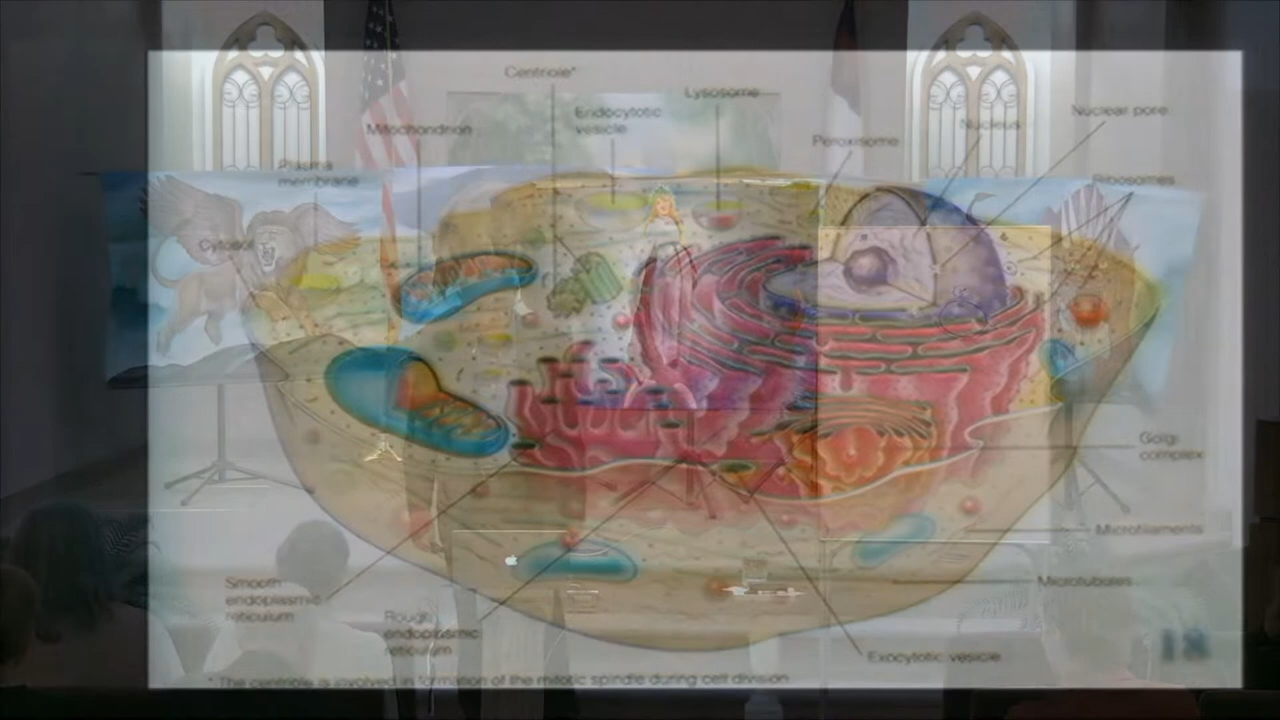 Centriole*
Lysosome
Endocytotic
vesicle
Nuclear pore
Mitochondrion
Nucleus
Peroxisome
Plasma
membrane
Ribosomes
Cytosol
Golgi
complex
Microfilaments
Microtubules
Smooth
endoplasmic
reticulum
Rough
endoplasmic
reticulum
Exocytotic vesicle
* The centriole is involved in formation of the mitotic spindle during cell division
18